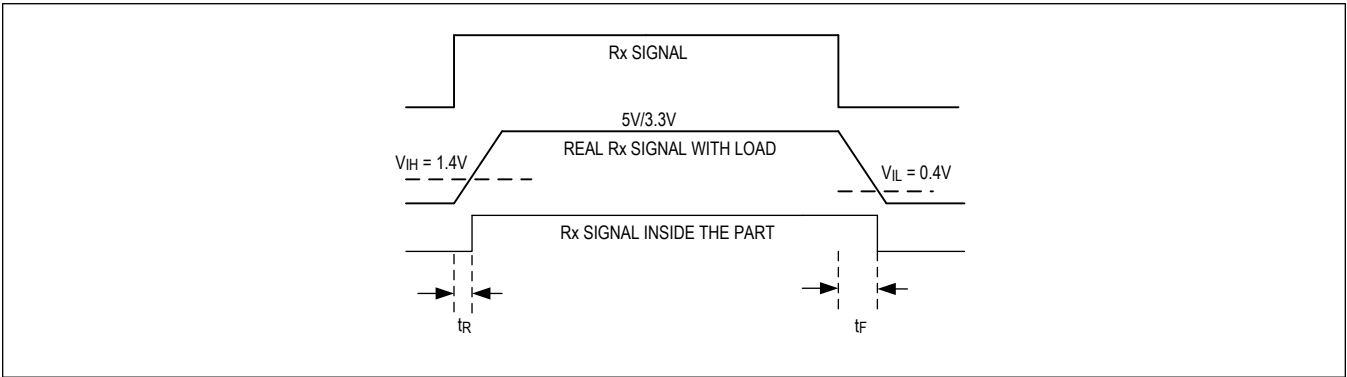 Rx SIGNAL
5V/3.3V
REAL Rx SIGNAL WITH LOAD
VIH = 1.4V
VIL = 0.4V
Rx SIGNAL INSIDE THE PART
tR
tF